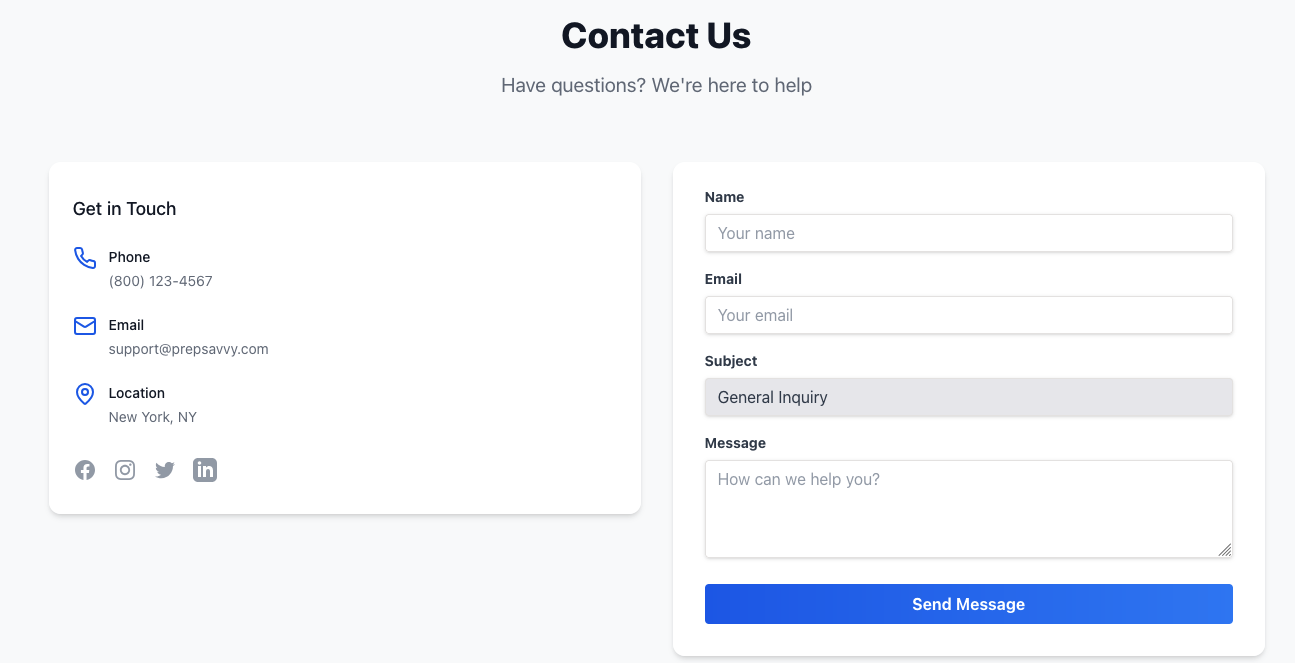 Contact Us
Have questions? We're here to help
Get in Touch
Phone
(800) 123-4567
Email
support@prepsavvy.com
Location
New York, NY
in
Name
Your name
Email
Your email
Subject
General Inquiry
Message
How can we help you?
Send Message